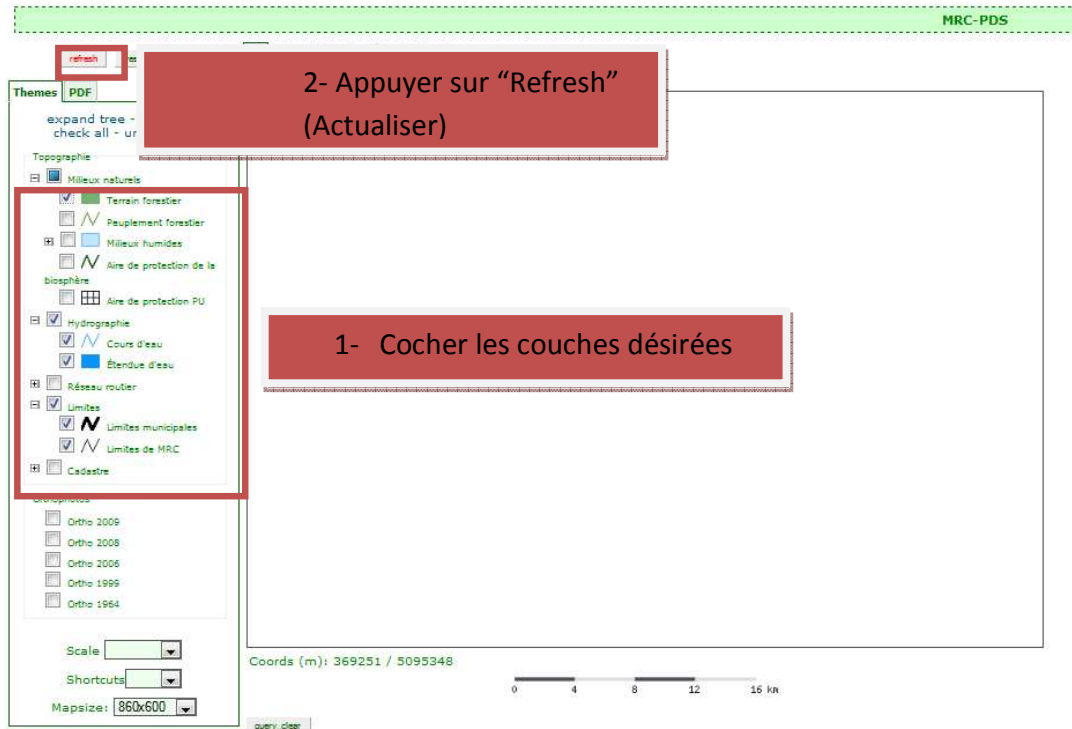 MRC-PDS
refresh
2- Appuyer sur “Refresh”
(Actualiser)
Themes PDF
expand tree -
check all -
Topographie
Milieux naturels
Terrain forestier
Peuplement forestier
Milieux humides
Aire de protection de la
biosphère
Aire de protection PU
Hydrographie
Cours d'eau
Étendue d'eau
Réseau routier
Limites
Limites municipales
Limites de MRC
Cadastre
1- Cocher les couches désirées
Orthophotos
Ortho 2009
Ortho 2008
Ortho 2006
Ortho 1999
Ortho 1964
Scale
Shortcuts
Mapsize: 860x600
Coords (m): 369251 / 5095348
0 4 8 12 16 km
query clear